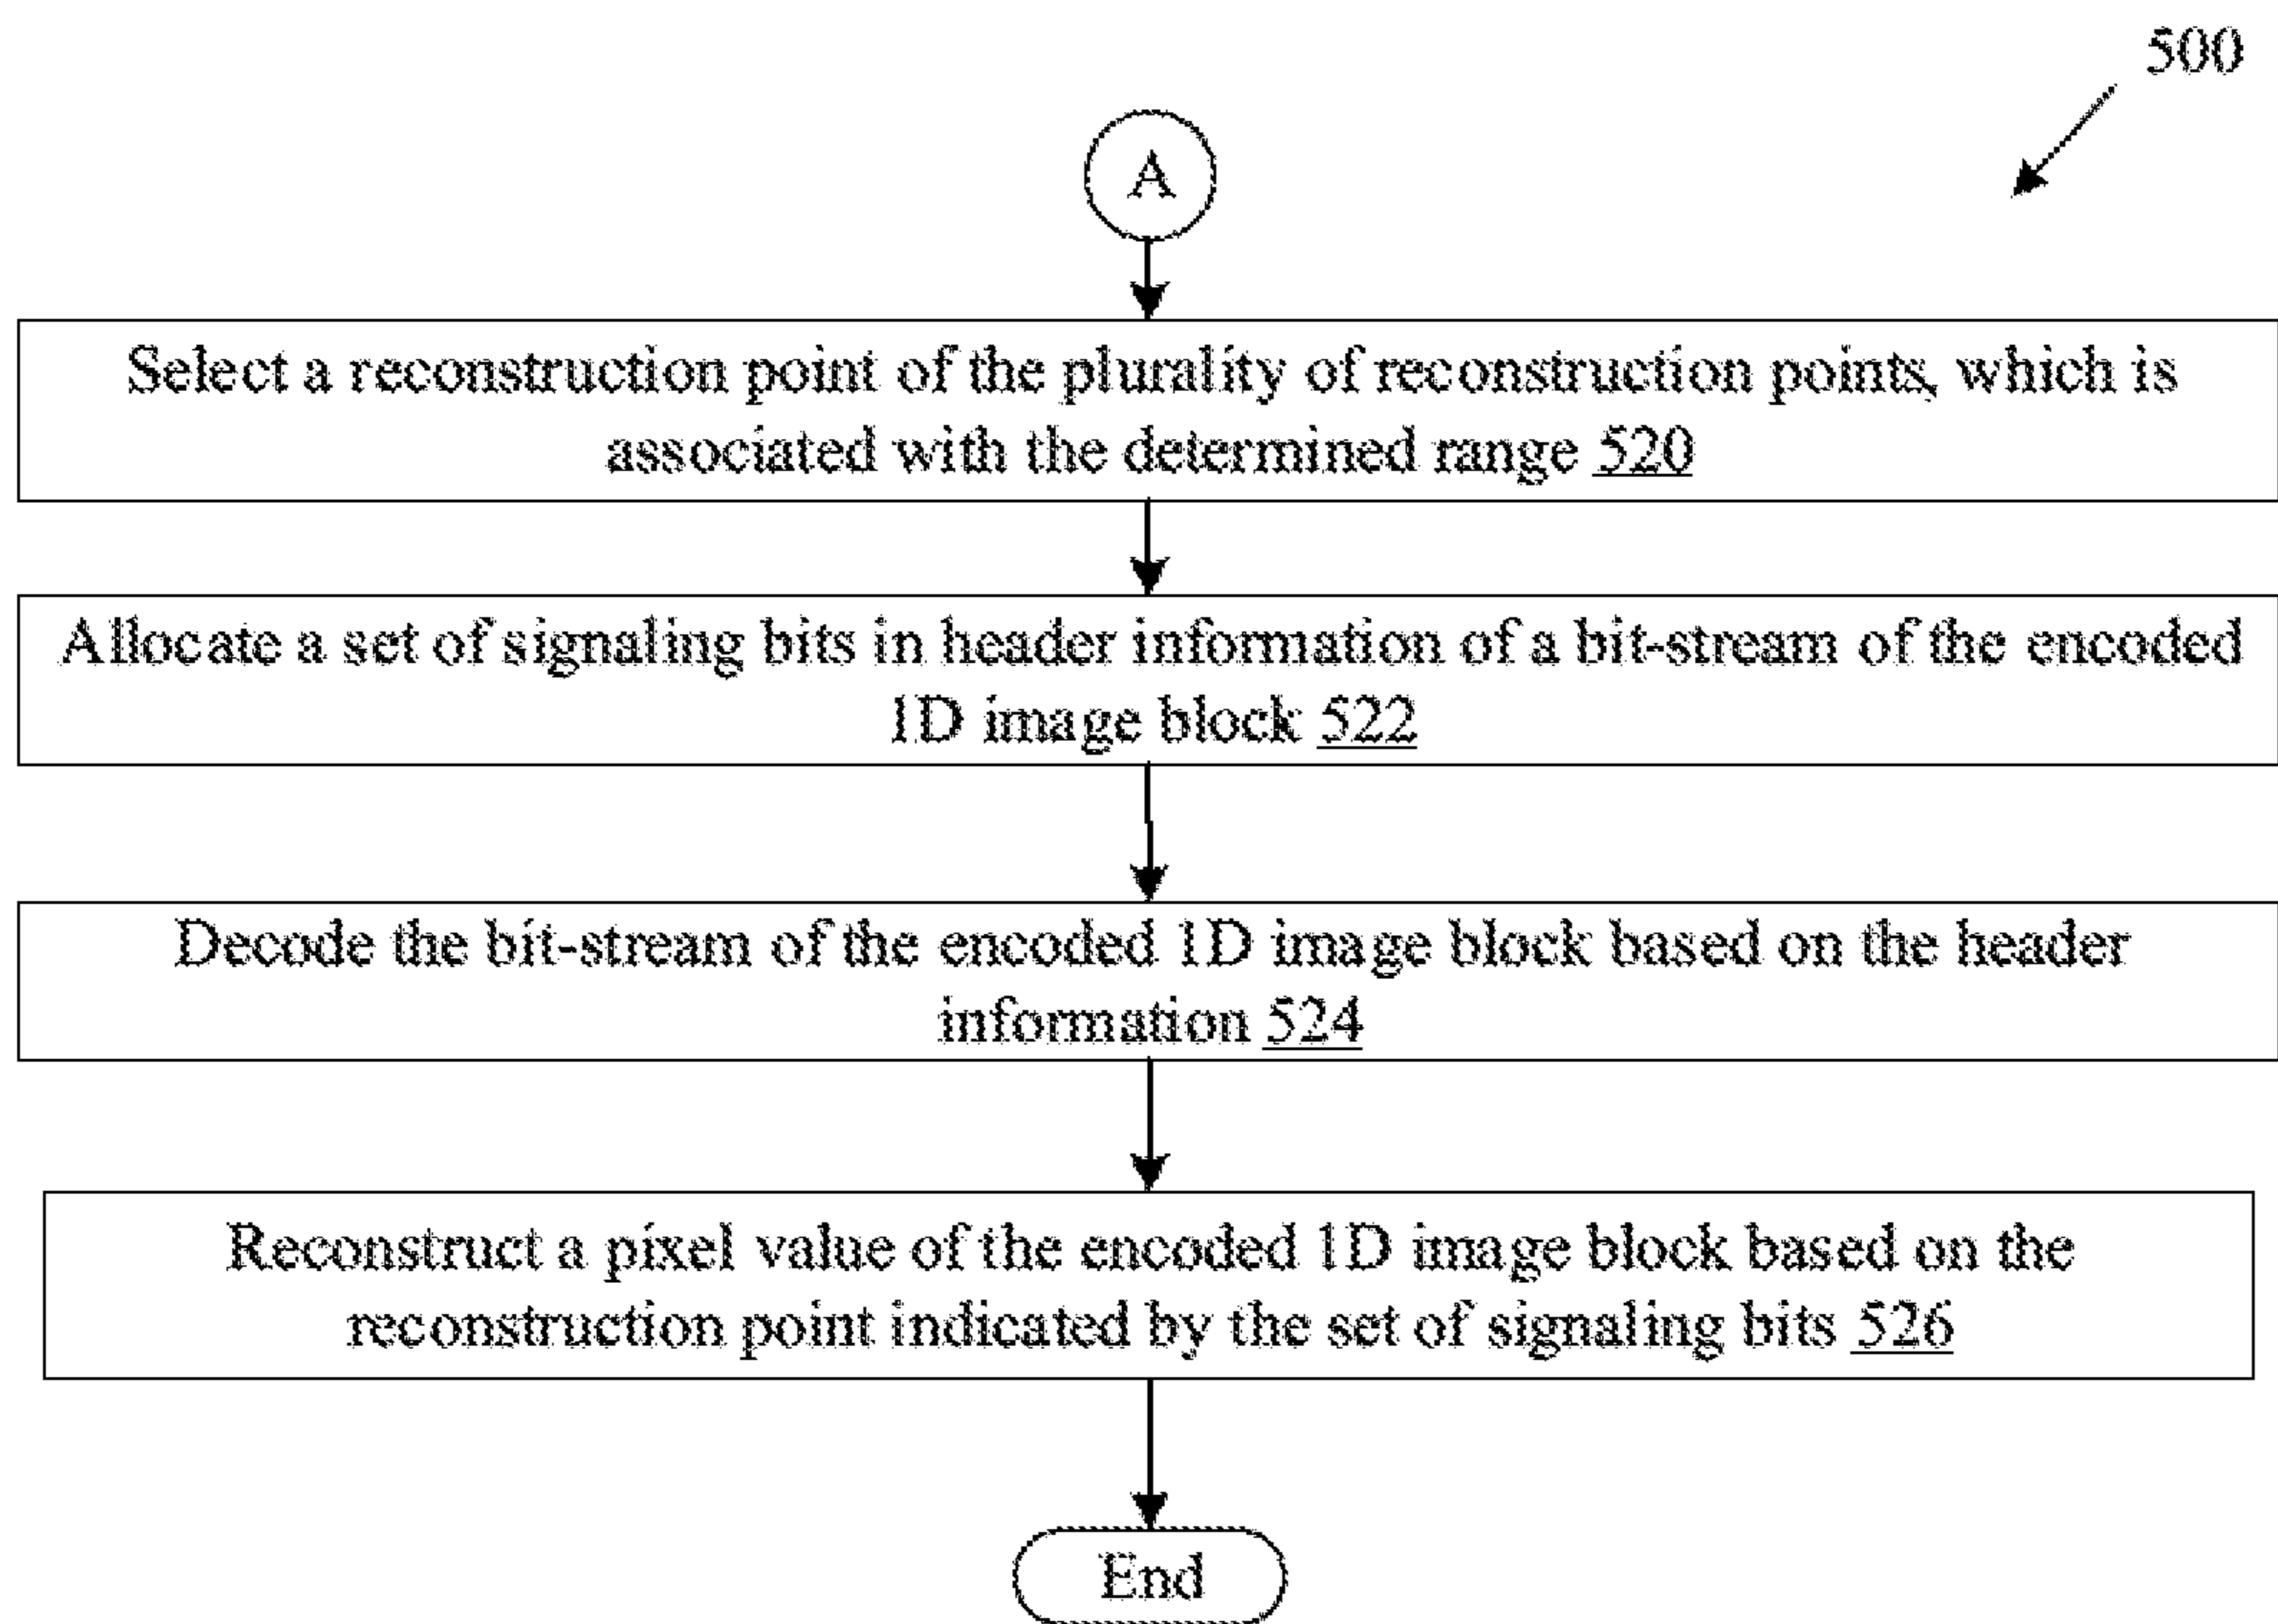 500
A
Select a reconstruction point of the plurality of reconstruction points, which is
associated with the determined range 520
Allocate a set of signaling bits in header information of a bit-stream of the encoded
1D image block 522
Decode the bit-stream of the encoded 1D image block based on the header
information 524
Reconstruct a pixel value of the encoded 1D image block based on the
reconstruction point indicated by the set of signaling bits 526
End